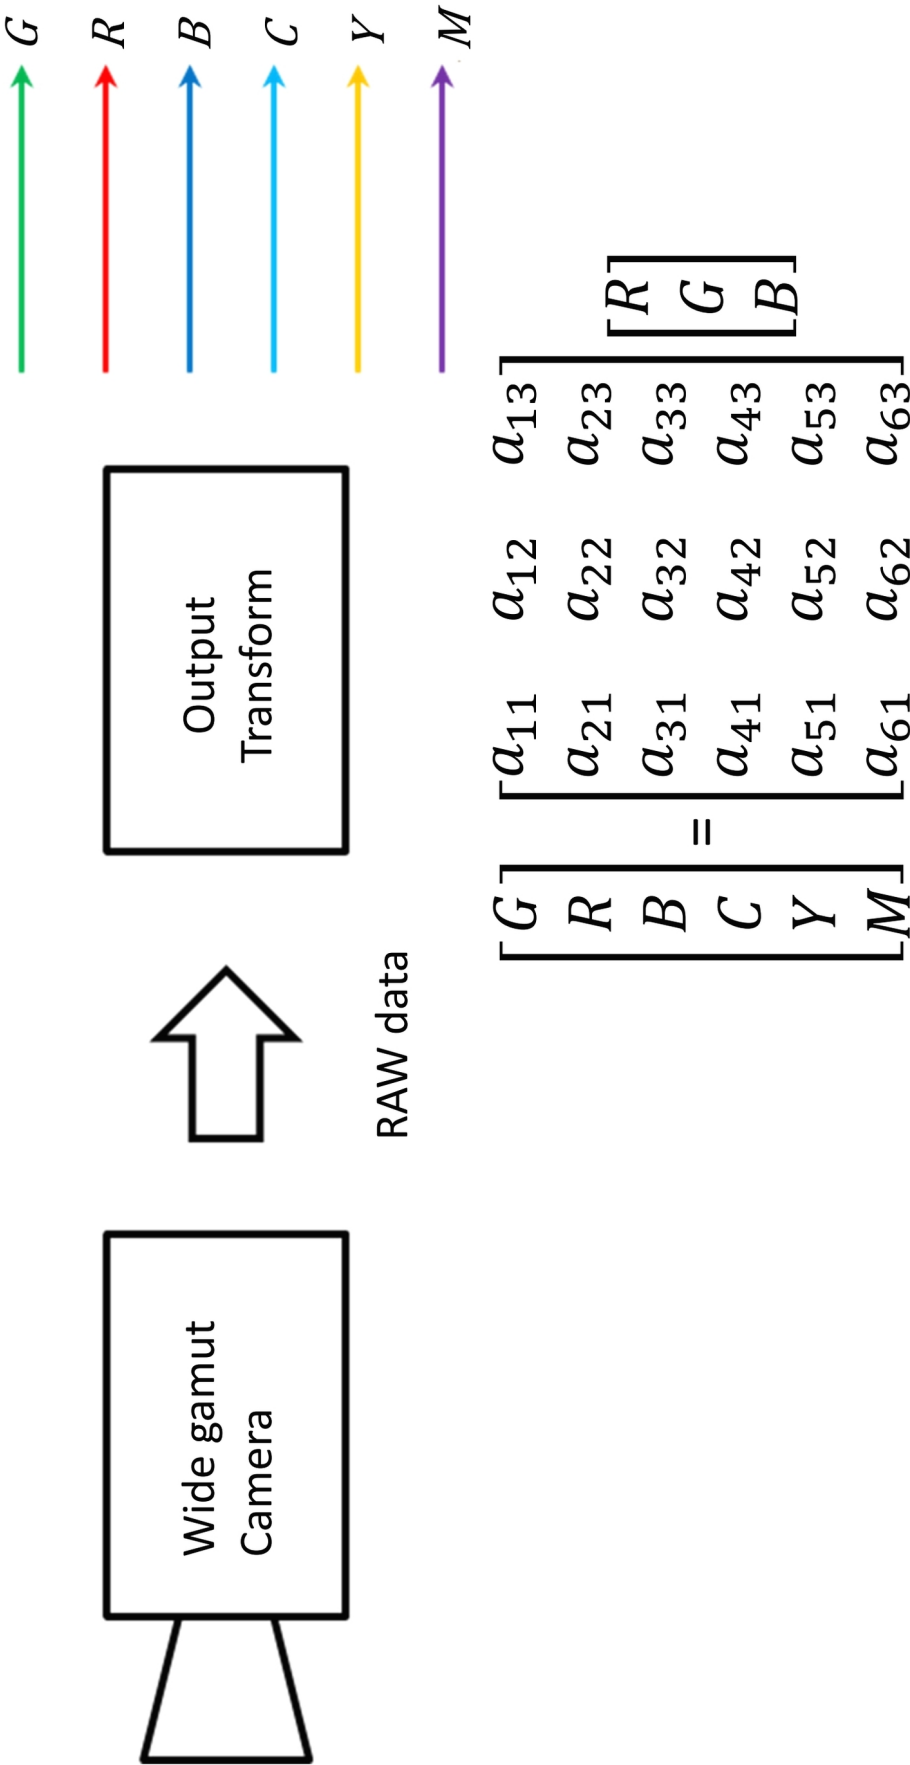 G
R
B
C
Y
M
Wide gamut
Camera
RAW data
Output
Transform
[G R B C Y M] = [a11 a12 a13
a21 a22 a23
a31 a32 a33
a41 a42 a43
a51 a52 a53
a61 a62 a63] [R G B]